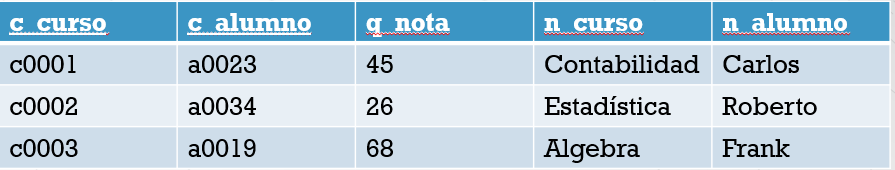 c_curso c_alumno q_nota n_curso n_alumno
c0001 a0023 45 Contabilidad Carlos
c0002 a0034 26 Estadística Roberto
c0003 a0019 68 Algebra Frank